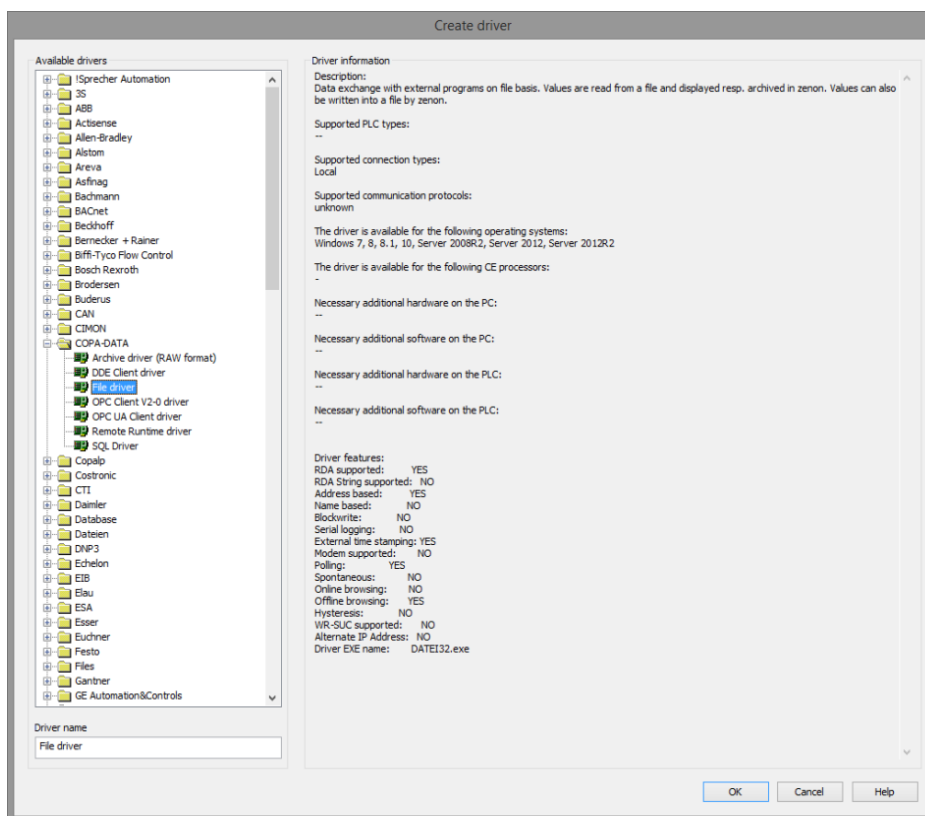 Create driver
Available drivers
!Sprecher Automation
3S
ABB
Actisense
Allen-Bradley
Alstom
Areva
Asfinag
Bachmann
BACnet
Beckhoff
Bernecker + Rainer
Biffi-Tyco Flow Control
Bosch Rexroth
Brodersen
Buderus
CAN
CIMON
COPA-DATA
Archive driver (RAW format)
DDE Client driver
File driver
OPC Client V2-0 driver
OPC UA Client driver
Remote Runtime driver
SQL Driver
Copalp
Costronic
CTI
Daimler
Database
Dateien
DNP3
Echelon
EIB
Elau
ESA
Esser
Euchner
Festo
Files
Gantner
GE Automation&Controls
Driver name
File driver
Driver information
Description:
Data exchange with external programs on file basis. Values are read from a file and displayed resp. archived in zenon. Values can also
be written into a file by zenon.
Supported PLC types:
--
Supported connection types:
Local
Supported communication protocols:
unknown
The driver is available for the following operating systems:
Windows 7, 8, 8.1, 10, Server 2008R2, Server 2012, Server 2012R2
The driver is available for the following CE processors:
-
Necessary additional hardware on the PC:
--
Necessary additional software on the PC:
--
Necessary additional hardware on the PLC:
--
Necessary additional software on the PLC:
--
Driver features:
RDA supported: YES
RDA String supported: NO
Address based: YES
Name based: NO
Blockwrite: NO
Serial logging: NO
External time stamping: YES
Modem supported: NO
Polling: YES
Spontaneous: NO
Online browsing: NO
Offline browsing: YES
Hysteresis: NO
WR-SUC supported: NO
Alternate IP Address: NO
Driver EXE name: DATEI32.exe
OK
Cancel
Help